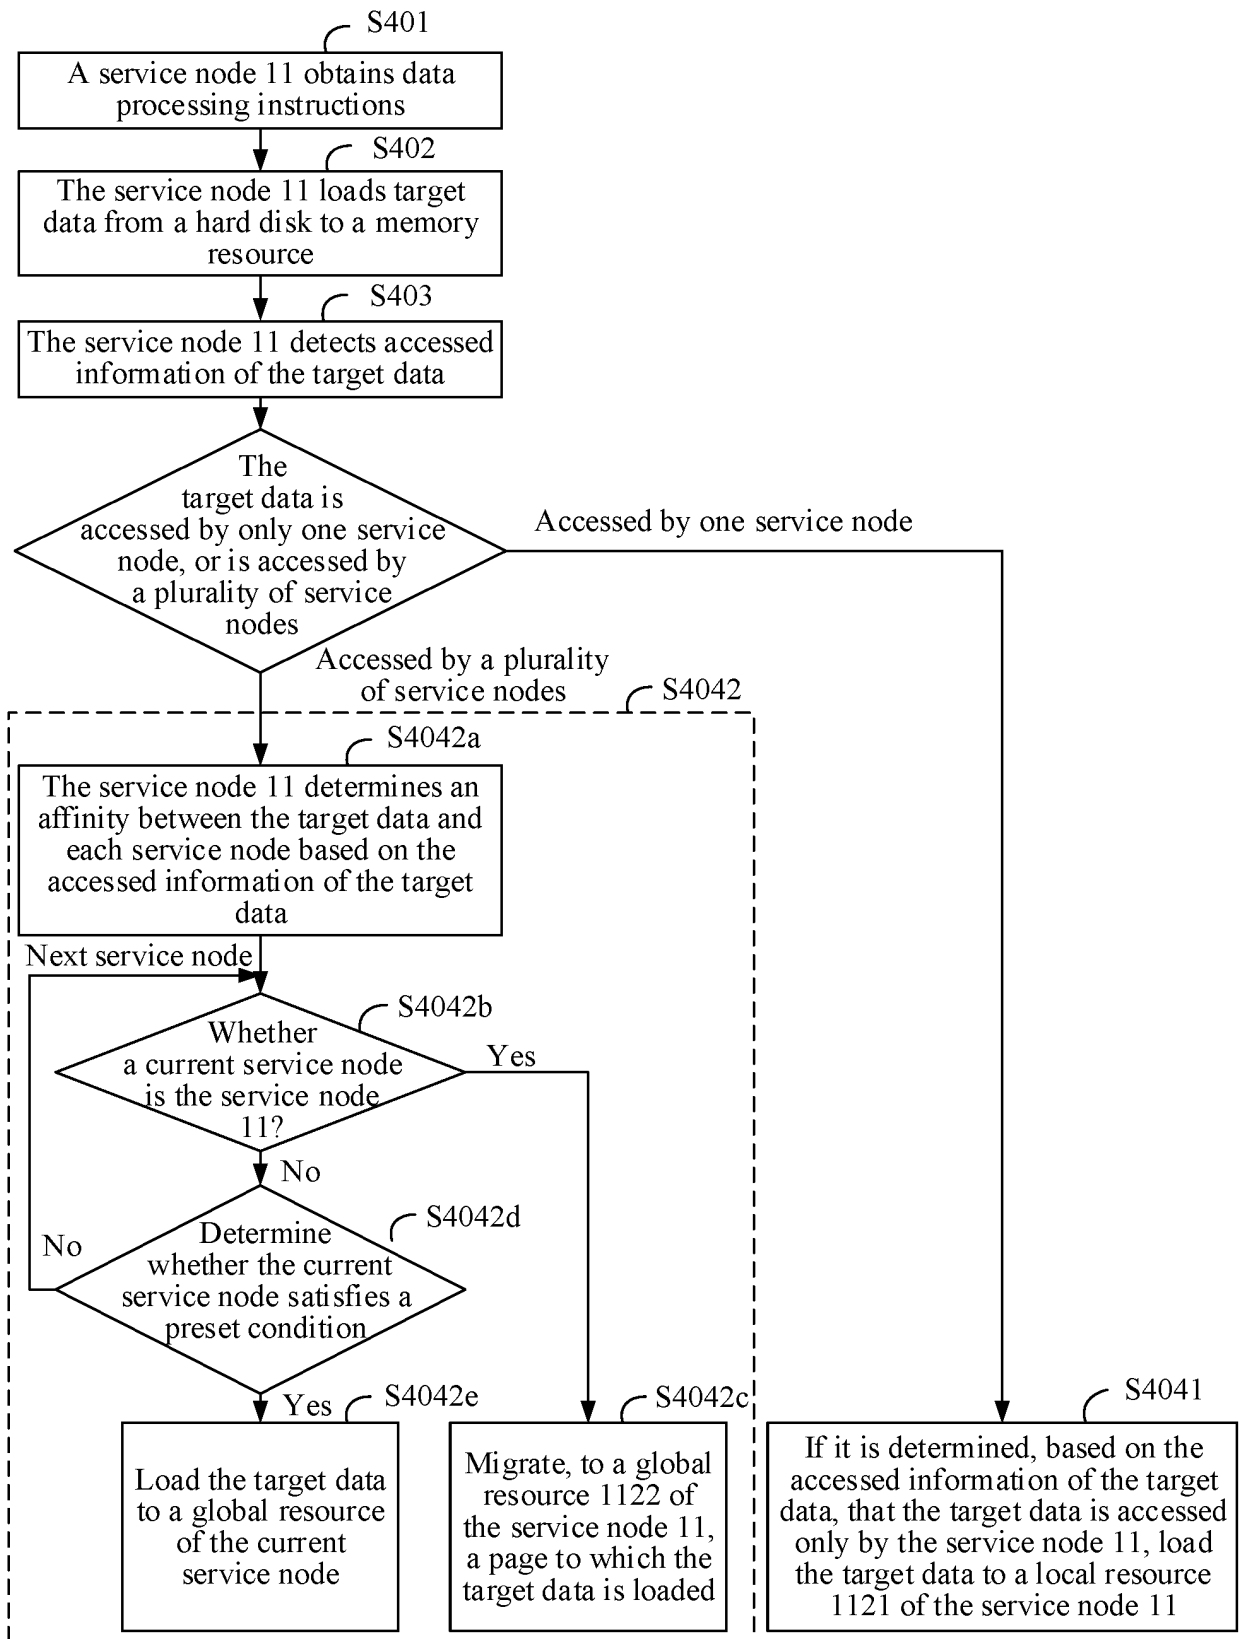 S401
A service node 11 obtains data
processing instructions
S402
The service node 11 loads target
data from a hard disk to a memory
resource
S403
The service node 11 detects accessed
information of the target data
The
target data is
accessed by only one service
node, or is accessed by
a plurality of service
nodes
Accessed by one service node
Accessed by a plurality
of service nodes
S4042
S4042a
The service node 11 determines an
affinity between the target data and
each service node based on the
accessed information of the target
data
Next service node
S4042b
Whether
a current service node
is the service node
11?
Yes
No
S4042d
Determine
whether the current
service node satisfies a
preset condition
No
Yes
S4042e
Load the target data
to a global resource
of the current
service node
S4042c
Migrate, to a global
resource 1122 of
the service node 11,
a page to which the
target data is loaded
S4041
If it is determined, based on the
accessed information of the target
data, that the target data is accessed
only by the service node 11, load
the target data to a local resource
1121 of the service node 11